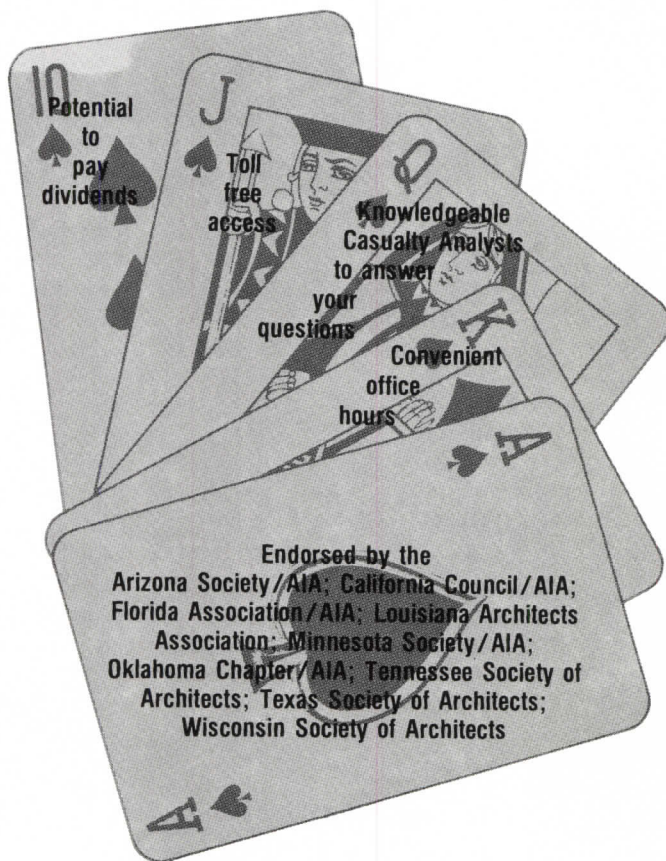 10
Potential
to
pay
dividends
J
Toll
free
access
Q
Knowledgeable
Casualty Analysts
to answer
your
questions
K
Convenient
office
hours
A
Endorsed by the
Arizona Society/AIA; California Council/AIA;
Florida Association/AIA; Louisiana Architects
Association; Minnesota Society/AIA;
Oklahoma Chapter/AIA; Tennessee Society of
Architects; Texas Society of Architects;
Wisconsin Society of Architects
A